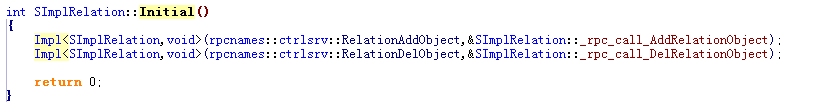 int SImplRelation::Initial()
{
Impl<SImplRelation,void>(rpcnames::ctrlsrv::RelationAddObject,&SImplRelation::_rpc_call_AddRelationObject);
Impl<SImplRelation,void>(rpcnames::ctrlsrv::RelationDelObject,&SImplRelation::_rpc_call_DelRelationObject);
return 0;
}